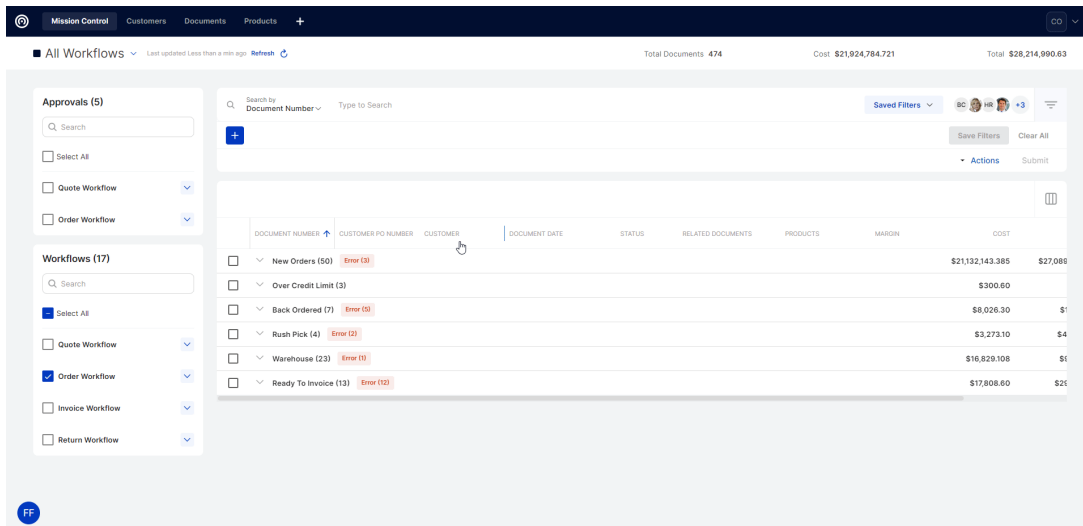 Mission Control Customers Documents Products + CO
All Workflows Last updated Less than a min ago Refresh Total Documents 474 Cost $21,924,784.721 Total $28,214,990.63
Approvals (5)
Search
Select All
Quote Workflow
Order Workflow
Workflows (17)
Search
Select All
Quote Workflow
Order Workflow
Invoice Workflow
Return Workflow
FF
Search by
Document Number Type to Search Saved Filters BC HR +3
+ Save Filters Clear All
Actions Submit
DOCUMENT NUMBER CUSTOMER PO NUMBER CUSTOMER DOCUMENT DATE STATUS RELATED DOCUMENTS PRODUCTS MARGIN COST
New Orders (50) Error (3) $21,132,143.385 $27,089
Over Credit Limit (3) $300.60
Back Ordered (7) Error (5) $8,026.30 $1
Rush Pick (4) Error (2) $3,273.10 $4
Warehouse (23) Error (1) $16,829.108 $9
Ready To Invoice (13) Error (12) $17,808.60 $29